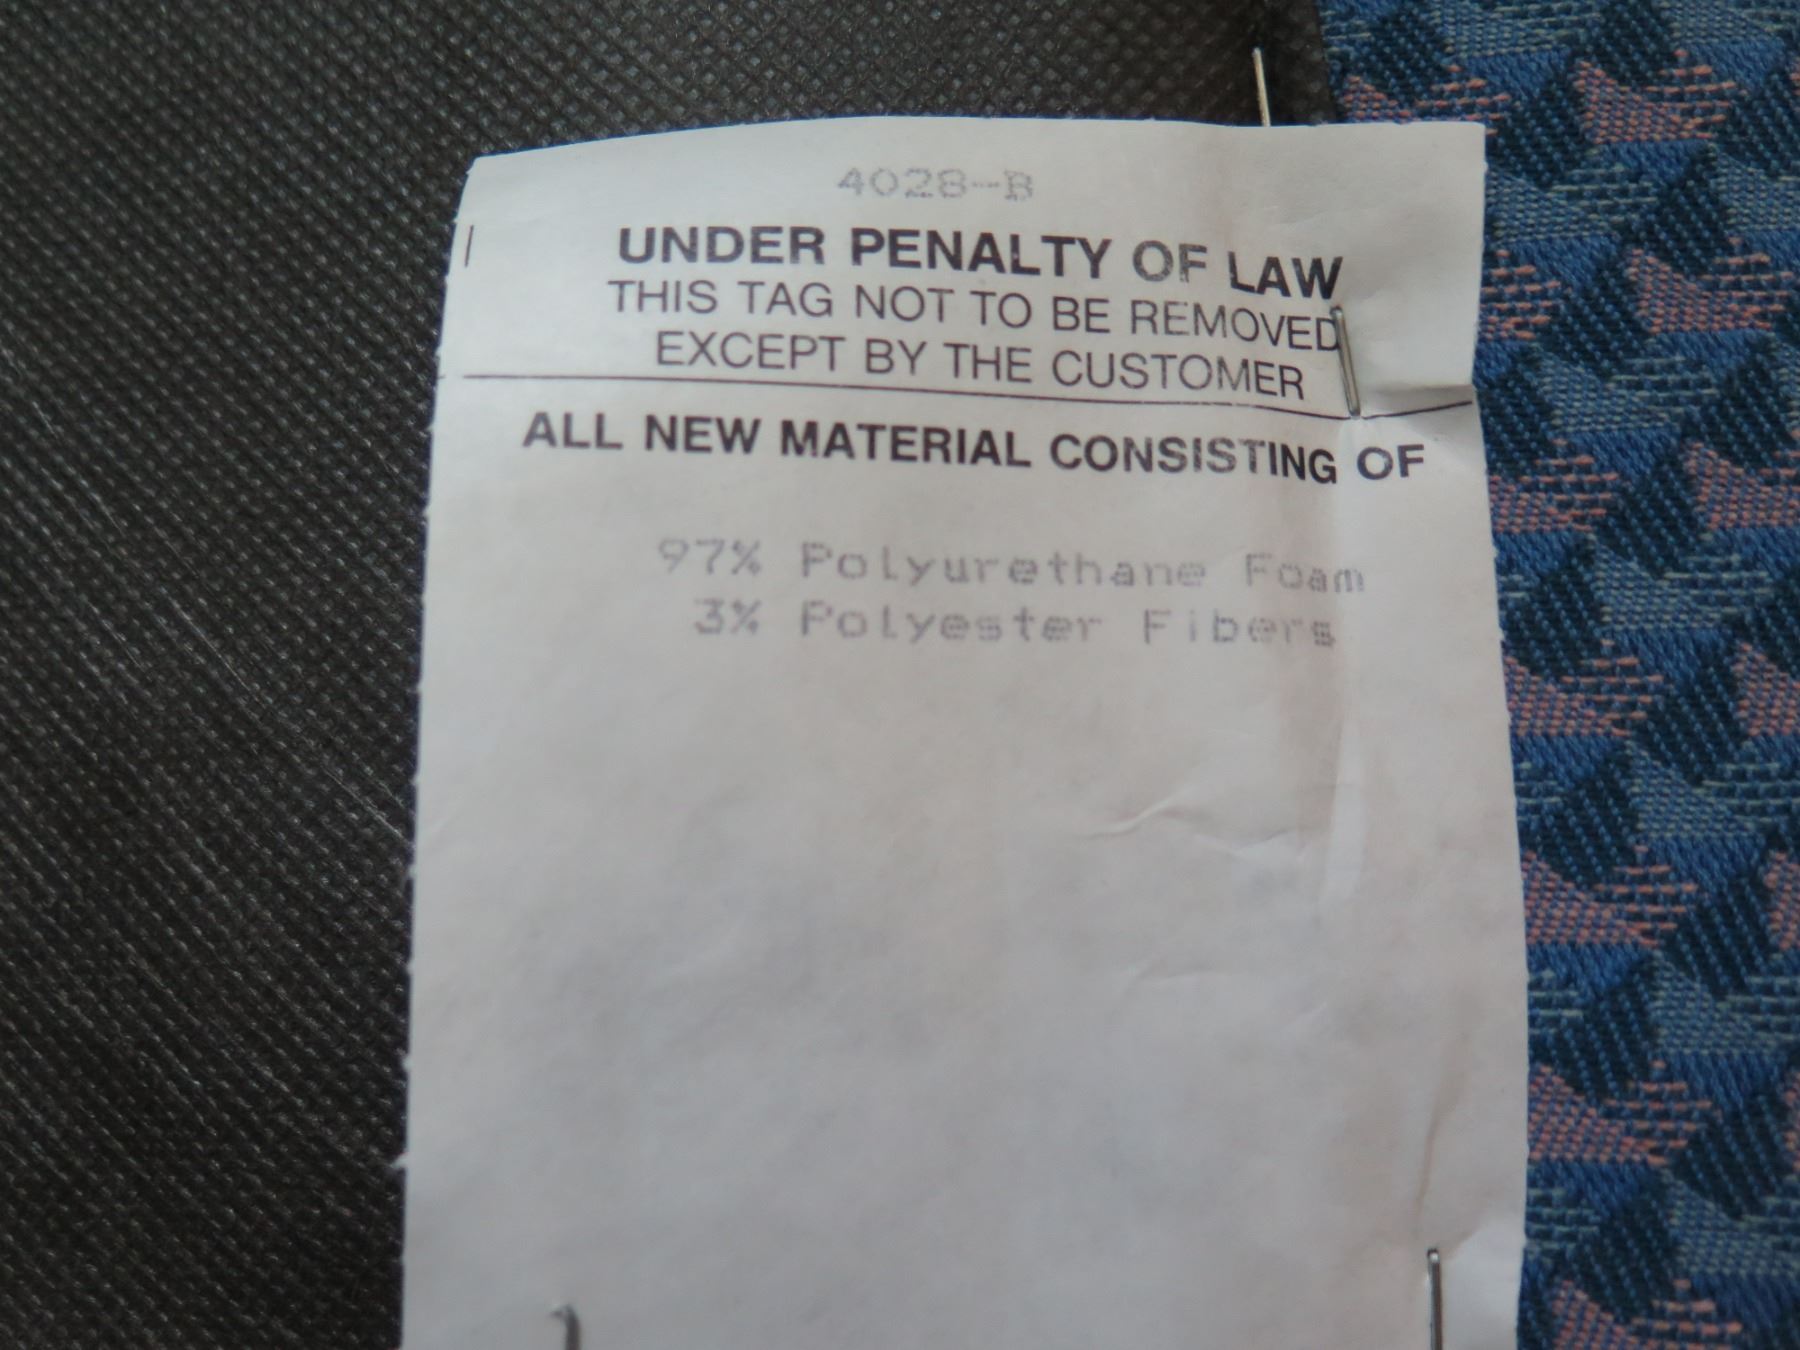 4028-B
UNDER PENALTY OF LAW
THIS TAG NOT TO BE REMOVED
EXCEPT BY THE CUSTOMER
ALL NEW MATERIAL CONSISTING OF
97% Polyurethane Foam
3% Polyester Fibers